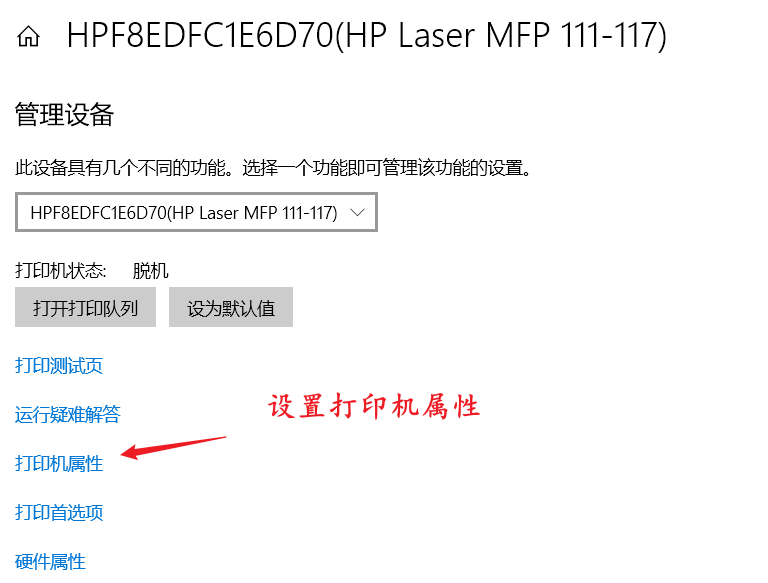 HPF8EDFC1E6D70(HP Laser MFP 111-117)
管理设备
此设备具有几个不同的功能。选择一个功能即可管理该功能的设置。
HPF8EDFC1E6D70(HP Laser MFP 111-117)
打印机状态: 脱机
打开打印队列 设为默认值
打印测试页
设置打印机属性
运行疑难解答
打印机属性
打印首选项
硬件属性